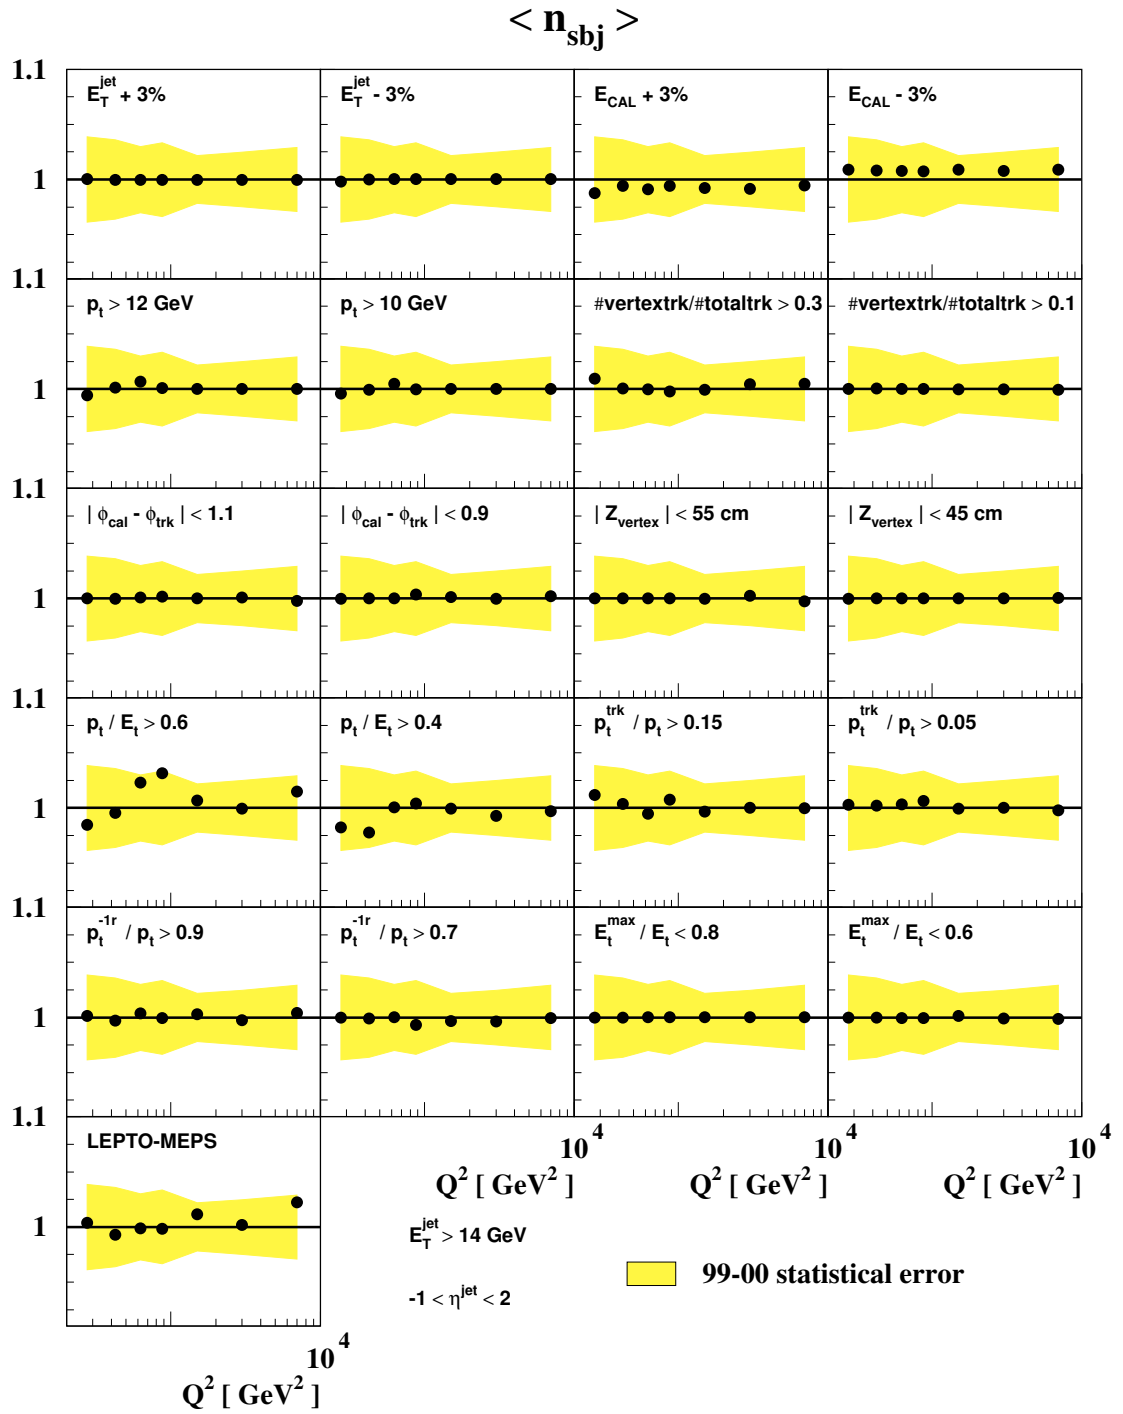 < n_sbj >
1.1
E_T^jet + 3%
E_T^jet - 3%
E_CAL + 3%
E_CAL - 3%
1
1.1
p_t > 12 GeV
p_t > 10 GeV
#vertextrk/#totaltrk > 0.3
#vertextrk/#totaltrk > 0.1
1
1.1
| ϕ_cal - ϕ_trk | < 1.1
| ϕ_cal - ϕ_trk | < 0.9
| Z_vertex | < 55 cm
| Z_vertex | < 45 cm
1
1.1
p_t / E_t > 0.6
p_t / E_t > 0.4
p_t^trk / p_t > 0.15
p_t^trk / p_t > 0.05
1
1.1
p_t^-1r / p_t > 0.9
p_t^-1r / p_t > 0.7
E_t^max / E_t < 0.8
E_t^max / E_t < 0.6
1
1.1
LEPTO-MEPS
10^4
10^4
10^4
Q^2 [ GeV^2 ]
Q^2 [ GeV^2 ]
Q^2 [ GeV^2 ]
1
E_T^jet > 14 GeV
99-00 statistical error
-1 < η^jet < 2
10^4
Q^2 [ GeV^2 ]